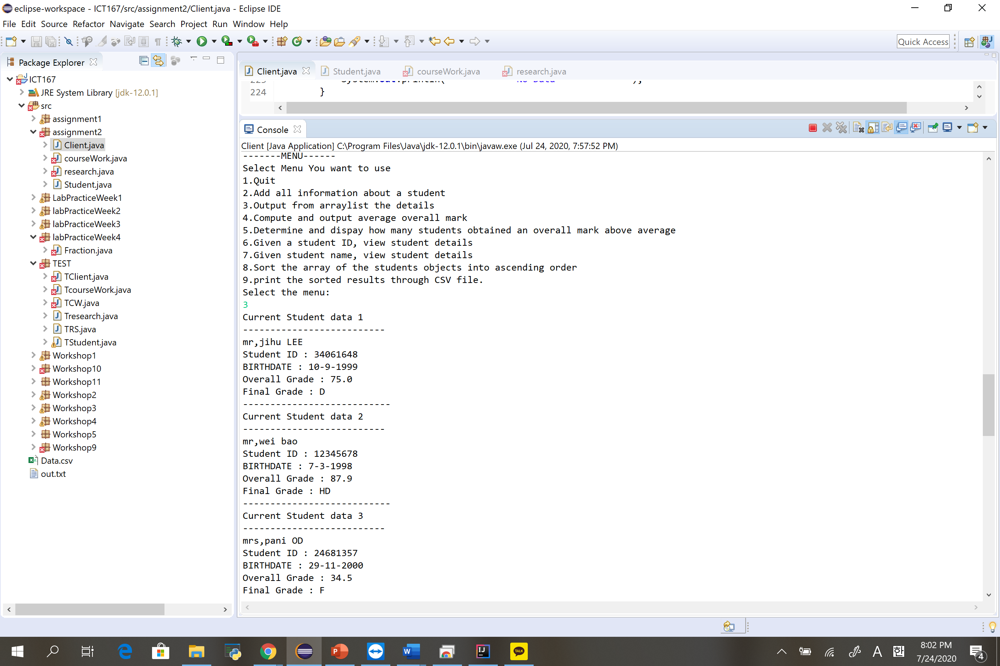 eclipse-workspace - ICT167/src/assignment2/Client.java - Eclipse IDE
File Edit Source Refactor Navigate Search Project Run Window Help
Quick Access
Package Explorer
ICT167
JRE System Library [jdk-12.0.1]
src
assignment1
assignment2
Client.java
courseWork.java
research.java
Student.java
LabPracticeWeek1
labPracticeWeek2
labPracticeWeek3
labPracticeWeek4
Fraction.java
TEST
TClient.java
TcourseWork.java
TCW.java
Tresearch.java
TRS.java
TStudent.java
Workshop1
Workshop10
Workshop11
Workshop2
Workshop3
Workshop4
Workshop5
Workshop9
Data.csv
out.txt
Client.java Student.java courseWork.java research.java
223 System.out.println( No Data );
224 }
Console
Client [Java Application] C:\Program Files\Java\jdk-12.0.1\bin\javaw.exe (Jul 24, 2020, 7:57:52 PM)
-------MENU------
Select Menu You want to use
1.Quit
2.Add all information about a student
3.Output from arraylist the details
4.Compute and output average overall mark
5.Determine and dispay how many students obtained an overall mark above average
6.Given a student ID, view student details
7.Given student name, view student details
8.Sort the array of the students objects into ascending order
9.print the sorted results through CSV file.
Select the menu:
3
Current Student data 1
--------------------------
mr,jihu LEE
Student ID : 34061648
BIRTHDATE : 10-9-1999
Overall Grade : 75.0
Final Grade : D
---------------------------
Current Student data 2
--------------------------
mr,wei bao
Student ID : 12345678
BIRTHDATE : 7-3-1998
Overall Grade : 87.9
Final Grade : HD
---------------------------
Current Student data 3
--------------------------
mrs,pani OD
Student ID : 24681357
BIRTHDATE : 29-11-2000
Overall Grade : 34.5
Final Grade : F
P
W
IJ
TALK
A
한
8:02 PM
7/24/2020
4